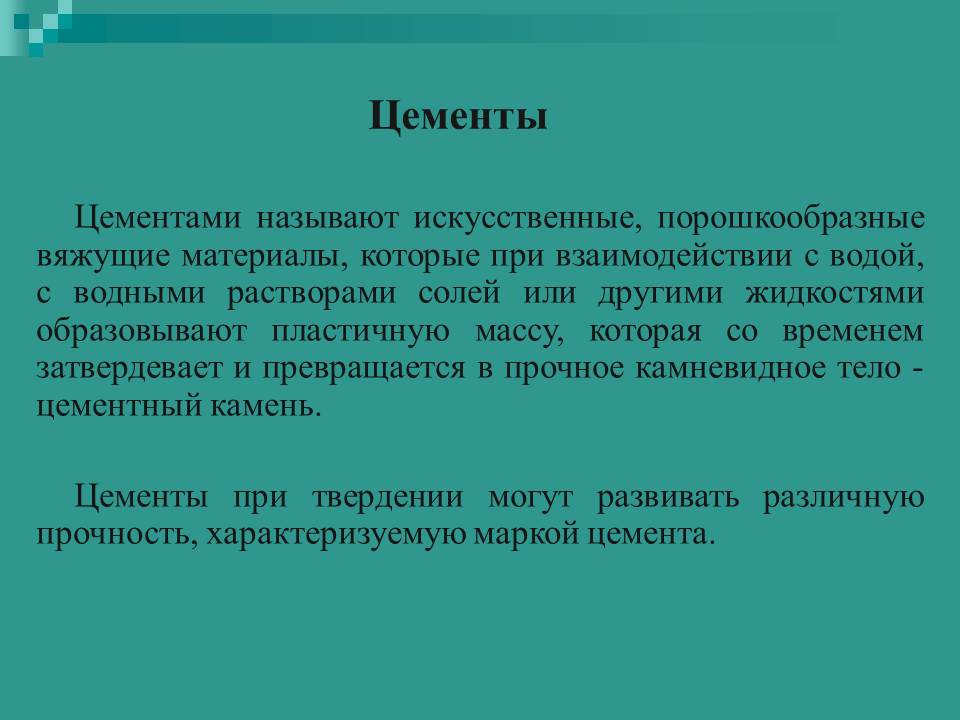 Цементы
Цементами называют искусственные, порошкообразные
вяжущие материалы, которые при взаимодействии с водой,
с водными растворами солей или другими жидкостями
образовывают пластичную массу, которая со временем
затвердевает и превращается в прочное камневидное тело -
цементный камень.
Цементы при твердении могут развивать различную
прочность, характеризуемую маркой цемента.